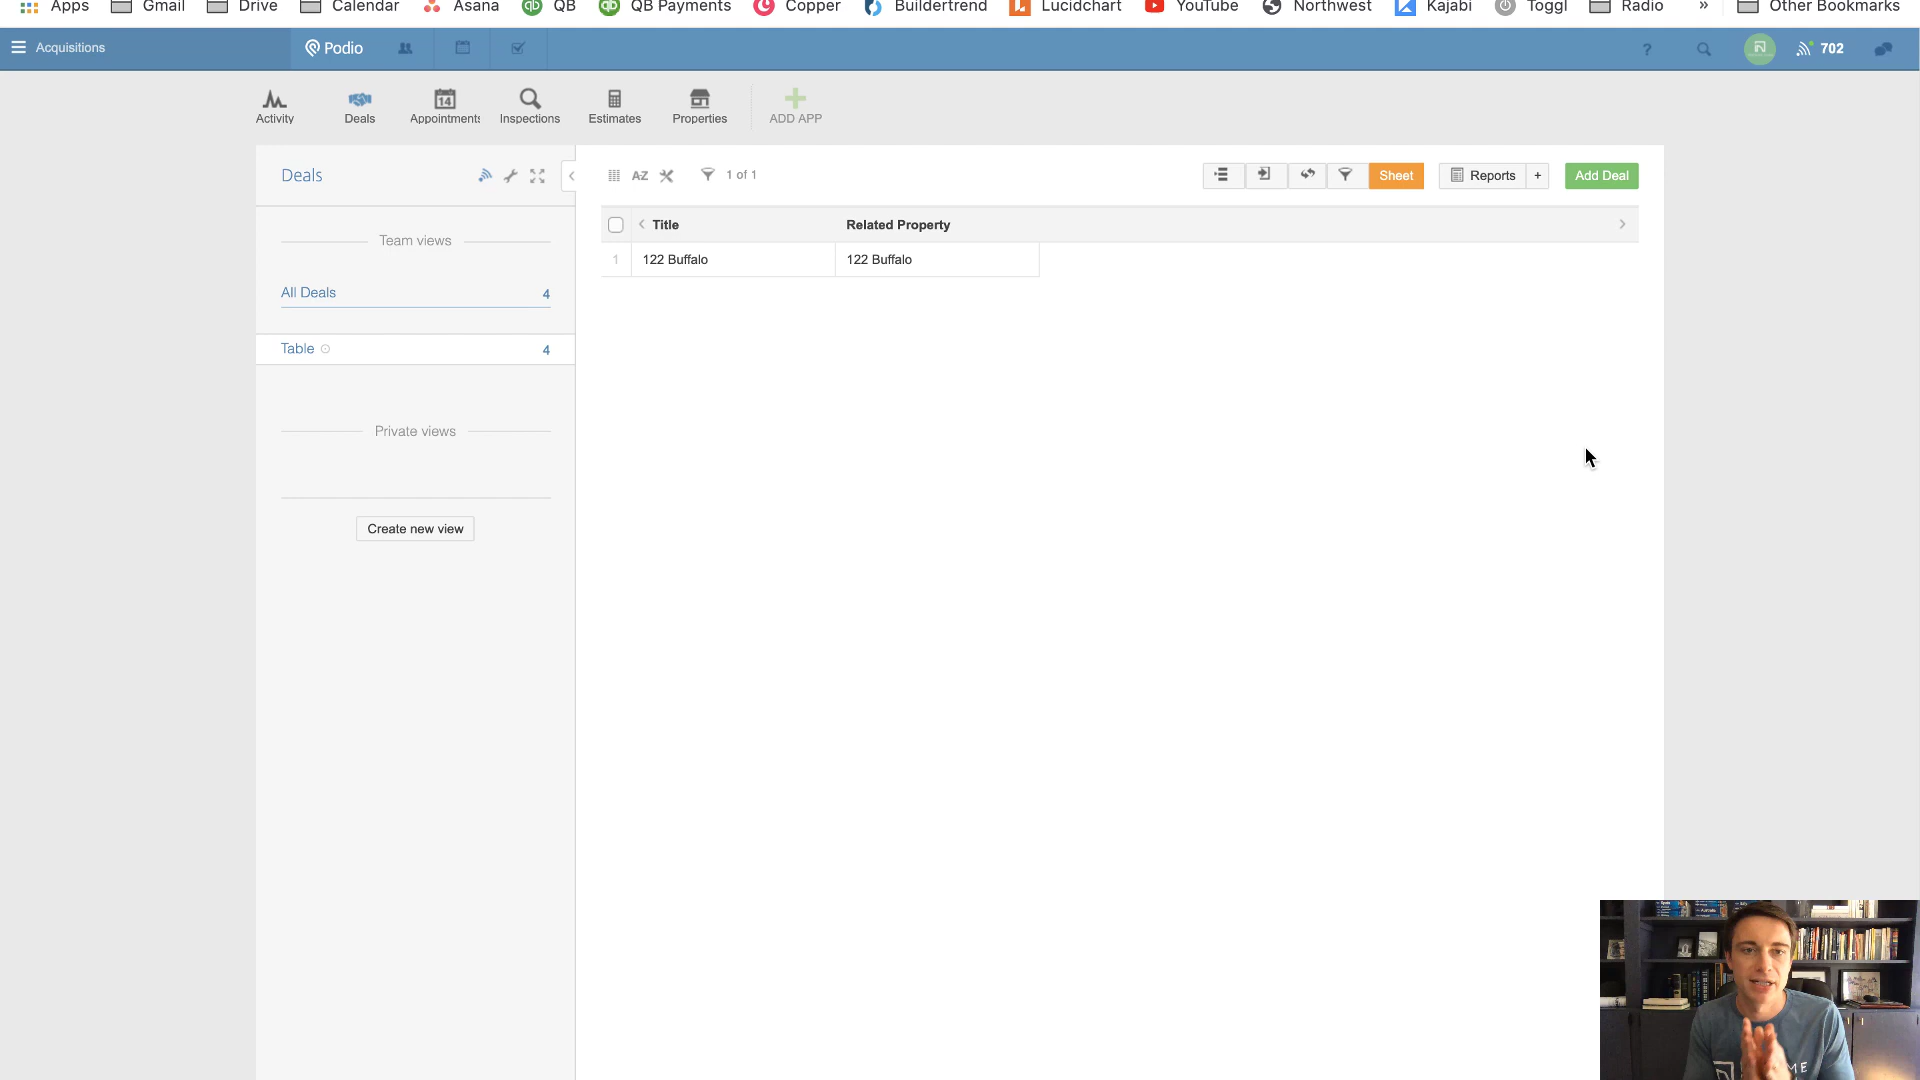 Apps Gmail Drive Calendar Asana QB QB Payments Copper Buildertrend Lucidchart YouTube Northwest Kajabi Toggl Radio » Other Bookmarks
Acquisitions Podio ? 702
14
Activity Deals Appointments Inspections Estimates Properties ADD APP
Deals A-Z 1 of 1 Sheet Reports + Add Deal
Title Related Property
Team views
1 122 Buffalo 122 Buffalo
All Deals 4
Table 4
Private views
Create new view